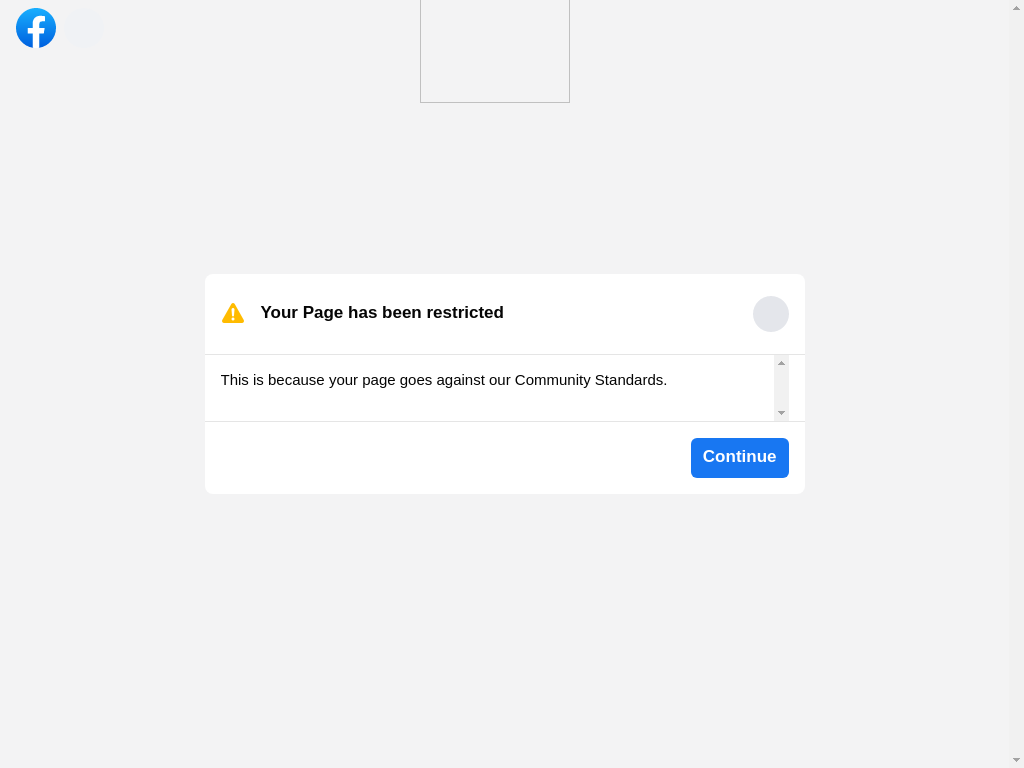 Your Page has been restricted
This is because your page goes against our Community Standards.
Continue